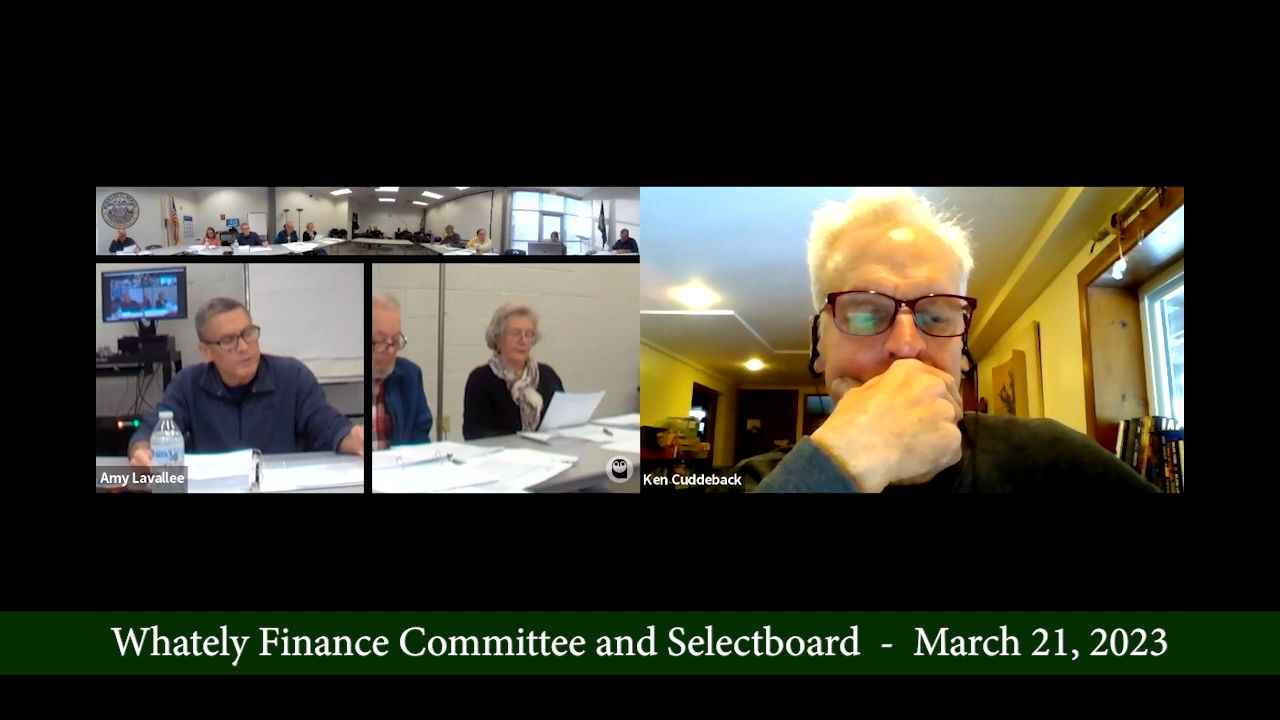 Amy Lavallee
Ken Cuddeback
Whately Finance Committee and Selectboard - March 21, 2023